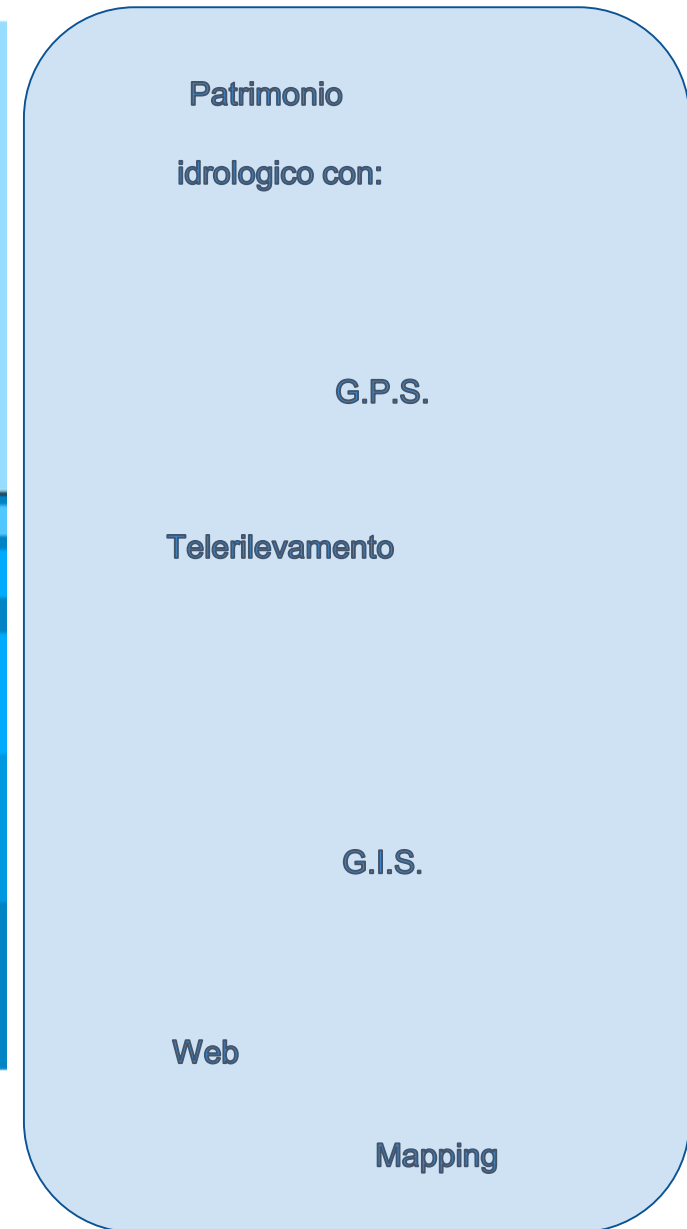 Patrimonio
idrologico con:
G.P.S.
Telerilevamento
G.I.S.
Web
Mapping